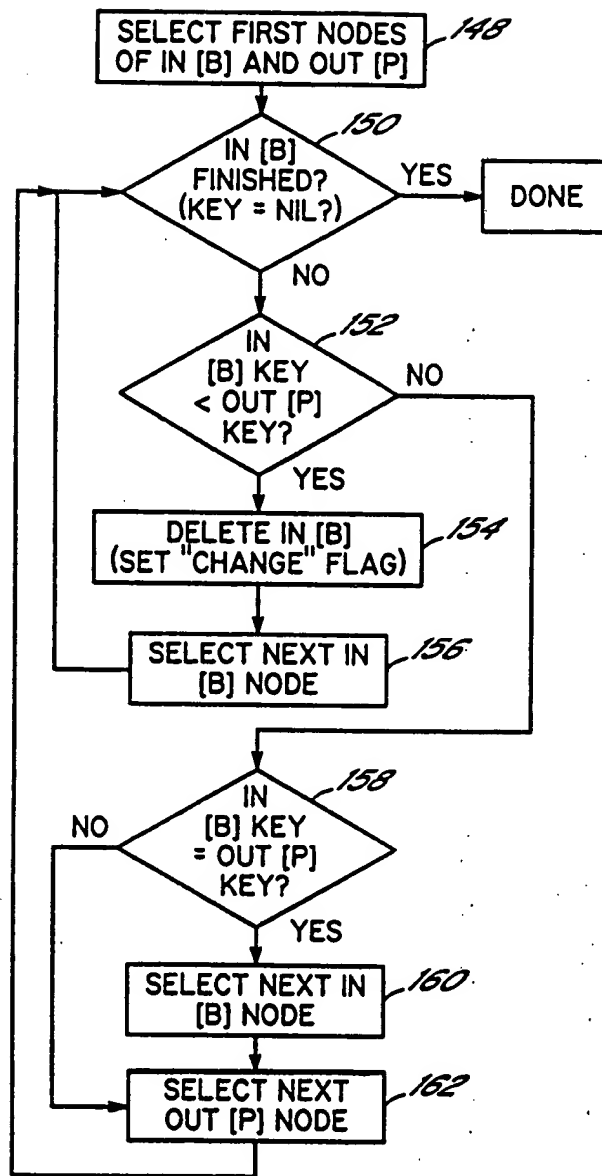 SELECT FIRST NODES
OF IN [B] AND OUT [P]
148
IN [B]
FINISHED?
(KEY = NIL?)
150
YES
DONE
NO
IN
[B] KEY
< OUT [P]
KEY?
152
NO
YES
DELETE IN [B]
(SET "CHANGE" FLAG)
154
SELECT NEXT IN
[B] NODE
156
IN
[B] KEY
= OUT [P]
KEY?
158
NO
YES
SELECT NEXT IN
[B] NODE
160
SELECT NEXT
OUT [P] NODE
162